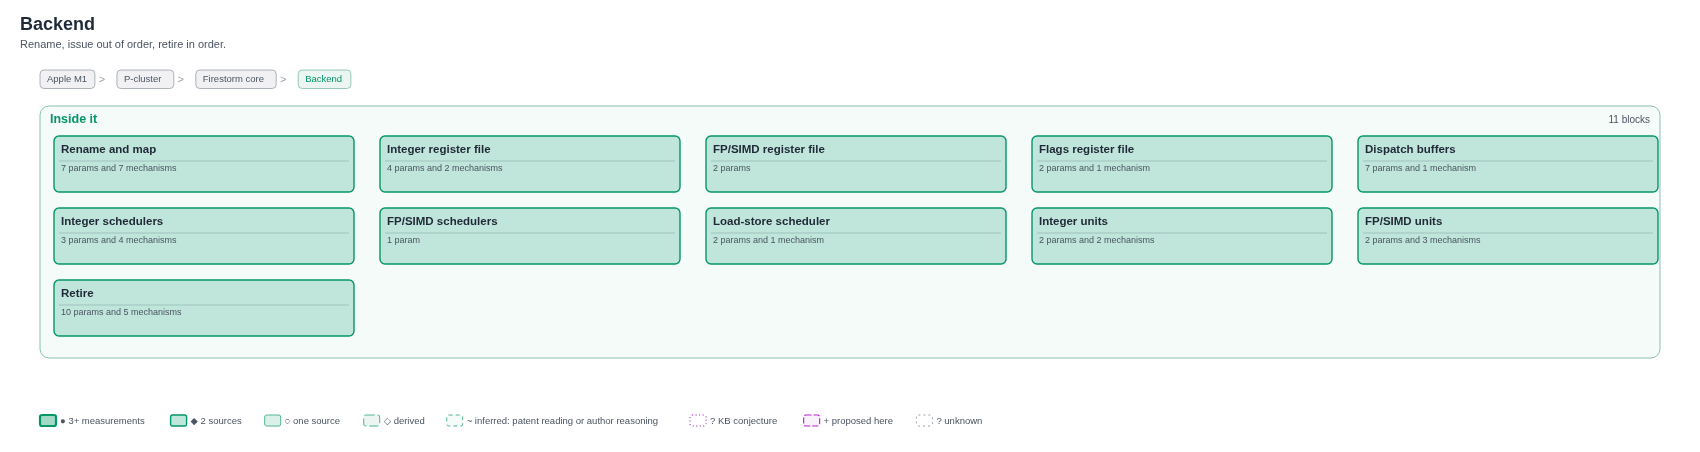 Backend
Rename, issue out of order, retire in order.
Apple M1 > P-cluster > Firestorm core > Backend
Inside it 11 blocks
Rename and map
7 params and 7 mechanisms
Integer register file
4 params and 2 mechanisms
FP/SIMD register file
2 params
Flags register file
2 params and 1 mechanism
Dispatch buffers
7 params and 1 mechanism
Integer schedulers
3 params and 4 mechanisms
FP/SIMD schedulers
1 param
Load-store scheduler
2 params and 1 mechanism
Integer units
2 params and 2 mechanisms
FP/SIMD units
2 params and 3 mechanisms
Retire
10 params and 5 mechanisms
● 3+ measurements ◆ 2 sources ○ one source ◇ derived ~ inferred: patent reading or author reasoning ? KB conjecture + proposed here ? unknown